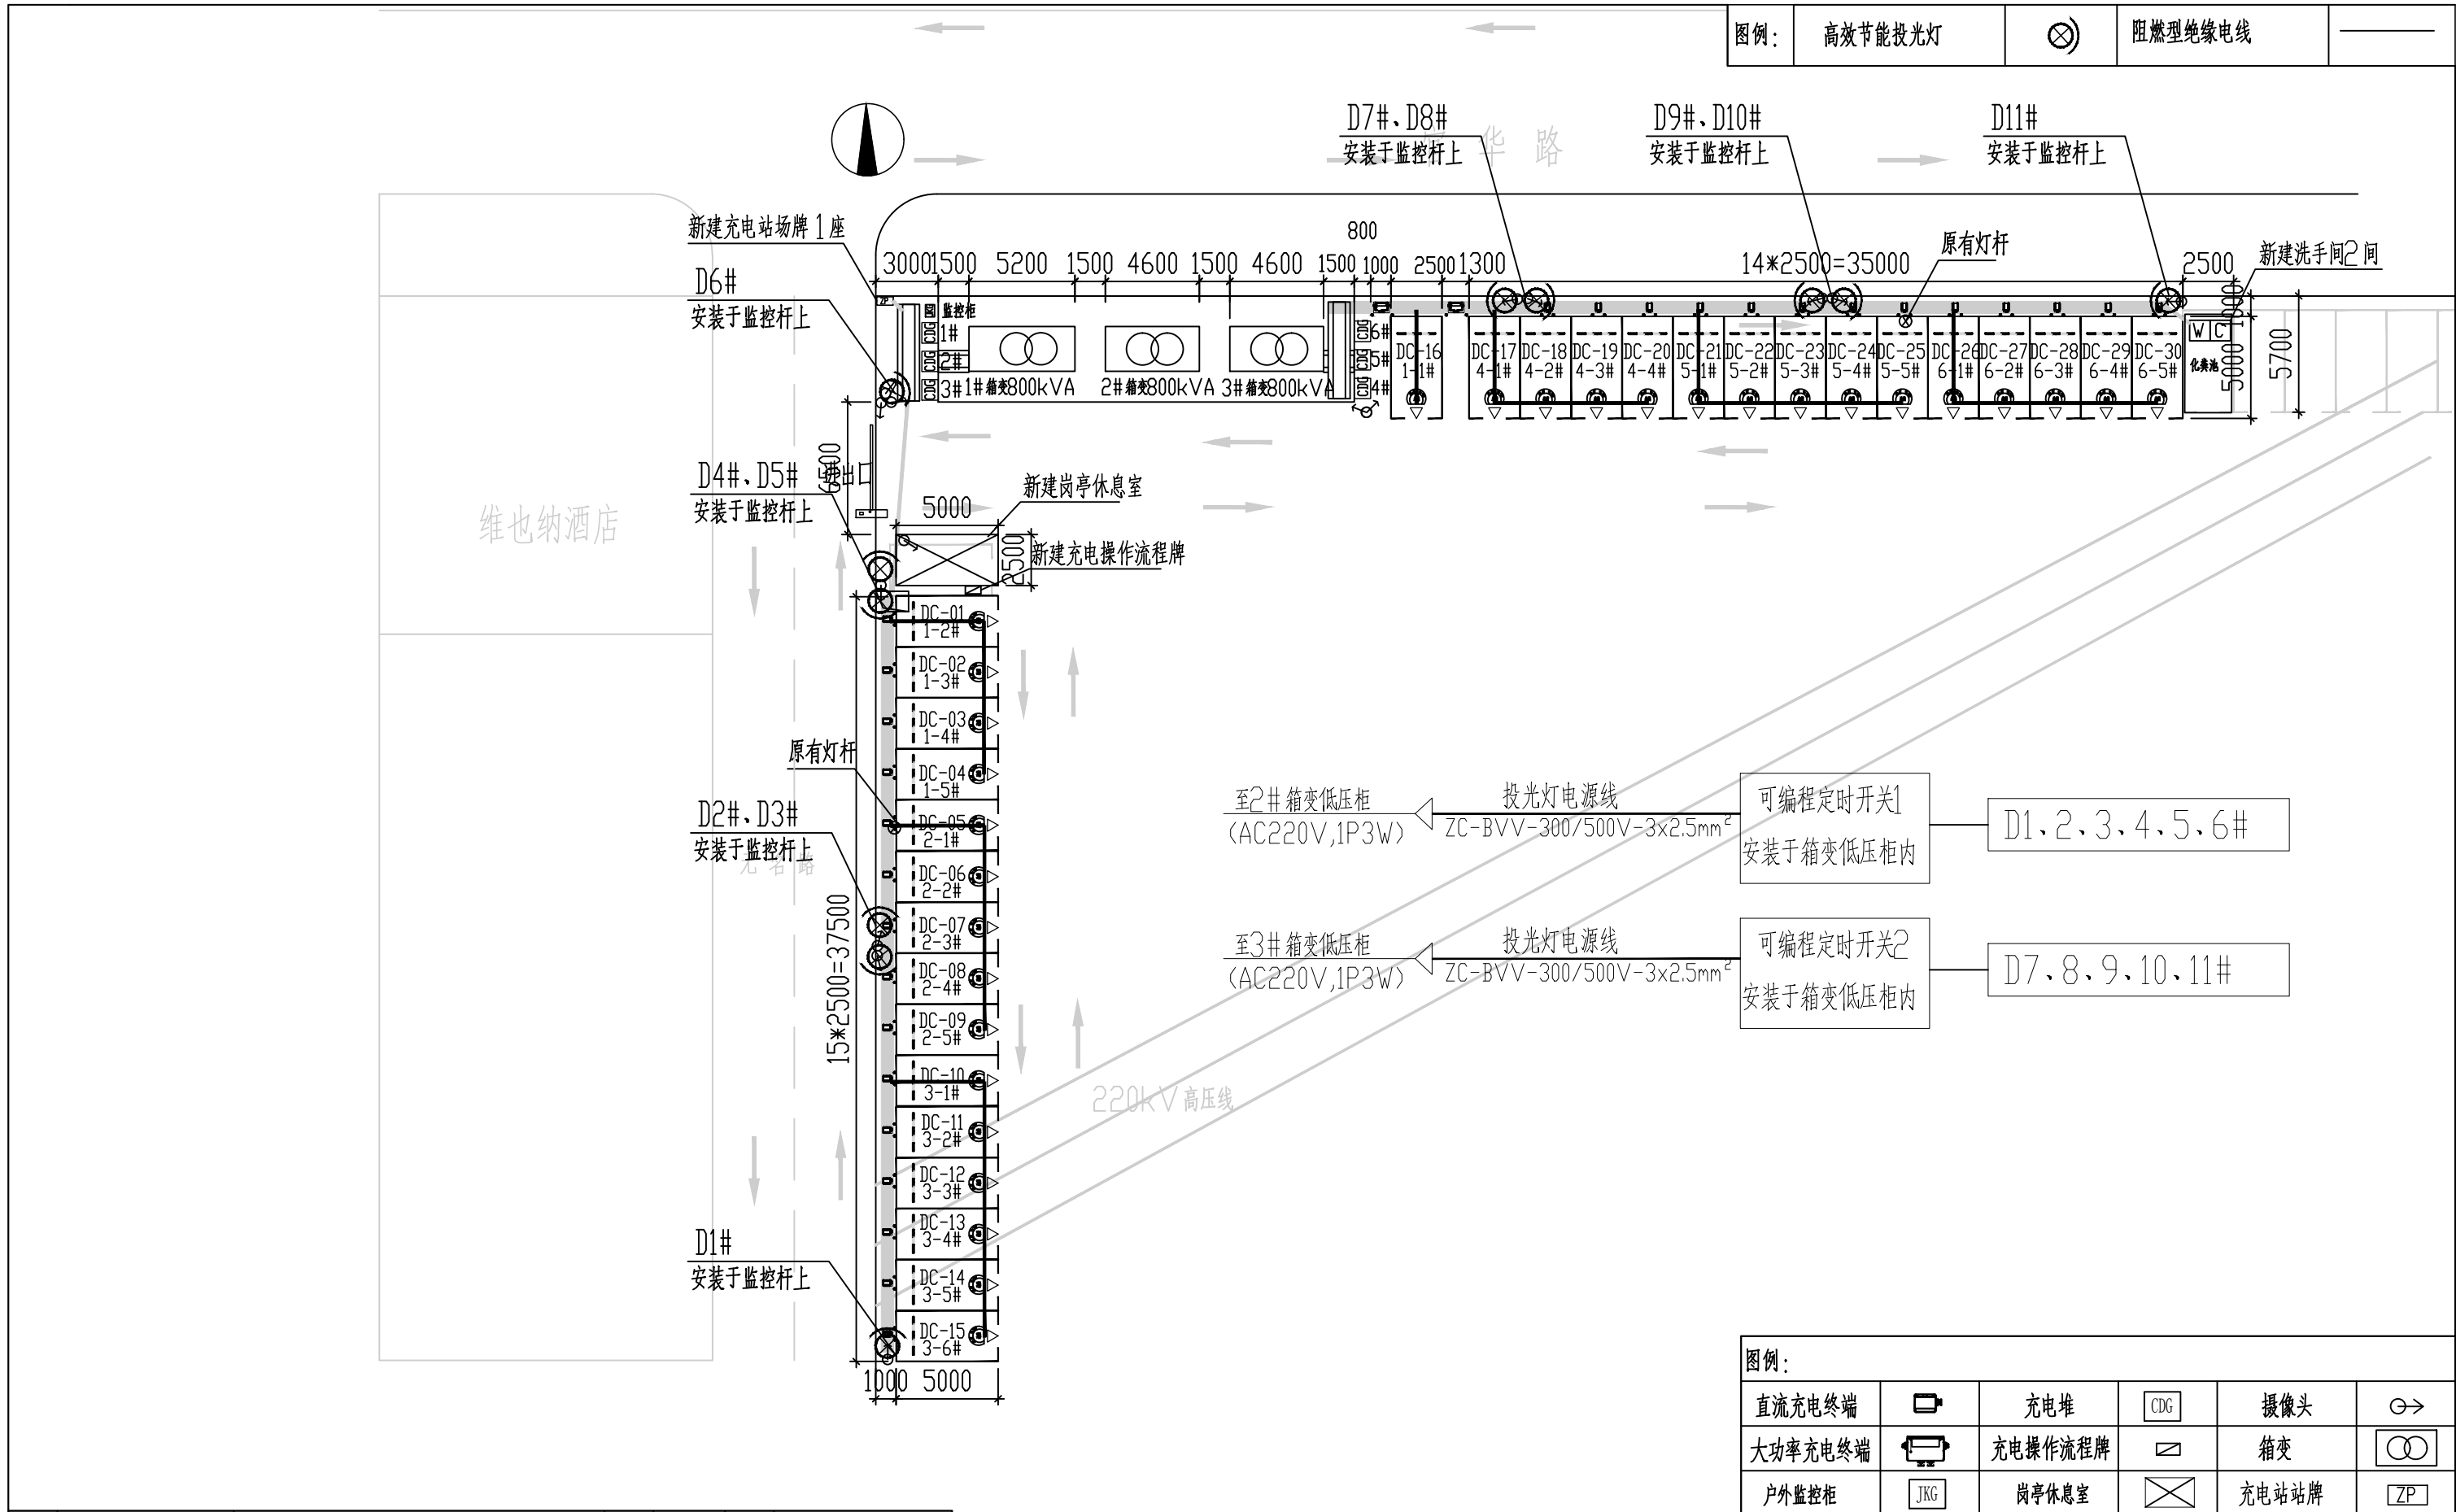 图例:
高效节能投光灯
阻燃型绝缘电线
D7#、D8#
安装于监控杆上
华 路
D9#、D10#
安装于监控杆上
D11#
安装于监控杆上
新建充电站场牌 1座
D6#
安装于监控杆上
800
原有灯杆
新建洗手间2间
3000 1500 5200 1500 4600 1500 4600 1500 1000 2500 1300 14*2500=35000 2500
ZP
监控柜
CDG 1#
CDG 2#
CDG 3#
1#箱变800kVA
2#箱变800kVA
3#箱变800kVA
CDG 6#
CDG 5#
CDG 4#
DC-16
1-1#
DC-17
4-1#
DC-18
4-2#
DC-19
4-3#
DC-20
4-4#
DC-21
5-1#
DC-22
5-2#
DC-23
5-3#
DC-24
5-4#
DC-25
5-5#
DC-26
6-1#
DC-27
6-2#
DC-28
6-3#
DC-29
6-4#
DC-30
6-5#
W C
化粪池
1000
5000
5700
6500
D4#、D5#
安装于监控杆上
维也纳酒店
新建岗亭休息室
5000
2500
新建充电操作流程牌
DC-01
1-2#
DC-02
1-3#
DC-03
1-4#
DC-04
1-5#
DC-05
2-1#
DC-06
2-2#
DC-07
2-3#
DC-08
2-4#
DC-09
2-5#
DC-10
3-1#
DC-11
3-2#
DC-12
3-3#
DC-13
3-4#
DC-14
3-5#
DC-15
3-6#
原有灯杆
D2#、D3#
安装于监控杆上
无名路
15*2500=37500
D1#
安装于监控杆上
1000 5000
220kV高压线
至2#箱变低压柜
(AC220V,1P3W)
投光灯电源线
ZC-BVV-300/500V-3x2.5mm²
可编程定时开关1
安装于箱变低压柜内
D1、2、3、4、5、6#
至3#箱变低压柜
(AC220V,1P3W)
投光灯电源线
ZC-BVV-300/500V-3x2.5mm²
可编程定时开关2
安装于箱变低压柜内
D7、8、9、10、11#
图例:
直流充电终端
充电堆
CDG
摄像头
大功率充电终端
充电操作流程牌
箱变
户外监控柜
JKG
岗亭休息室
充电站站牌
ZP